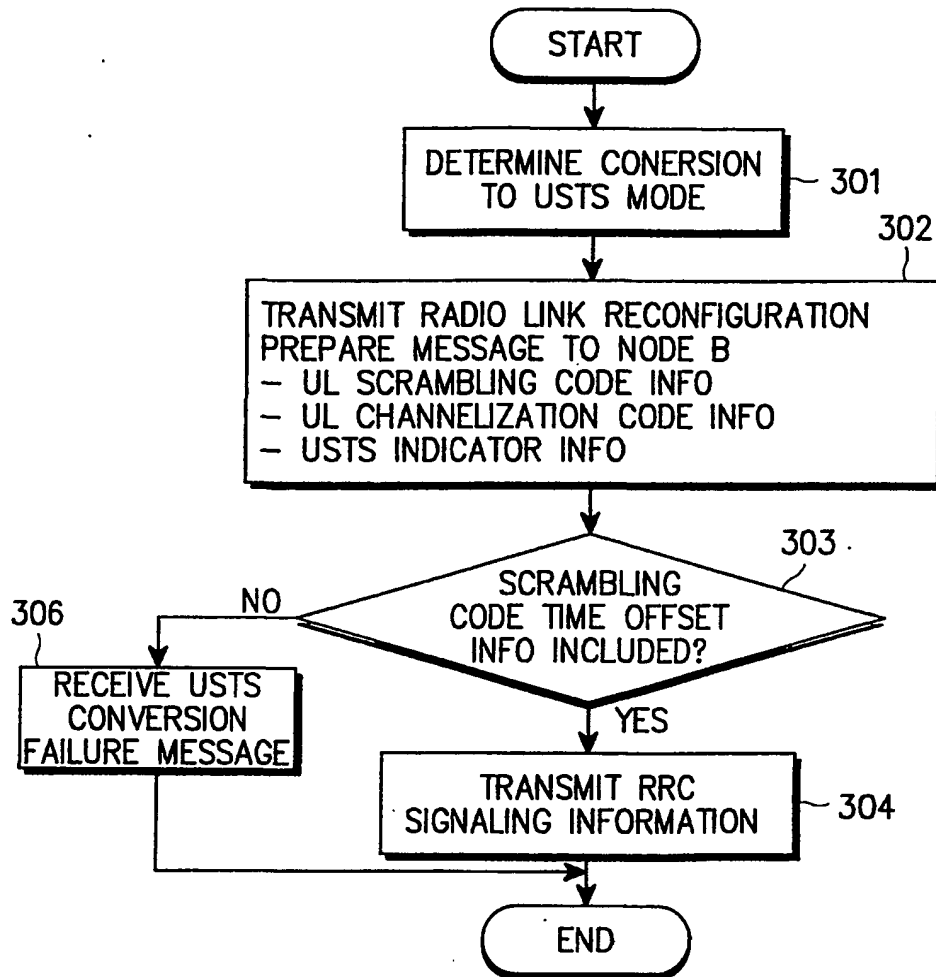 START
DETERMINE CONERSION
TO USTS MODE
301
302
TRANSMIT RADIO LINK RECONFIGURATION
PREPARE MESSAGE TO NODE B
– UL SCRAMBLING CODE INFO
– UL CHANNELIZATION CODE INFO
– USTS INDICATOR INFO
303
SCRAMBLING
CODE TIME OFFSET
INFO INCLUDED?
NO
306
RECEIVE USTS
CONVERSION
FAILURE MESSAGE
YES
TRANSMIT RRC
SIGNALING INFORMATION
304
END